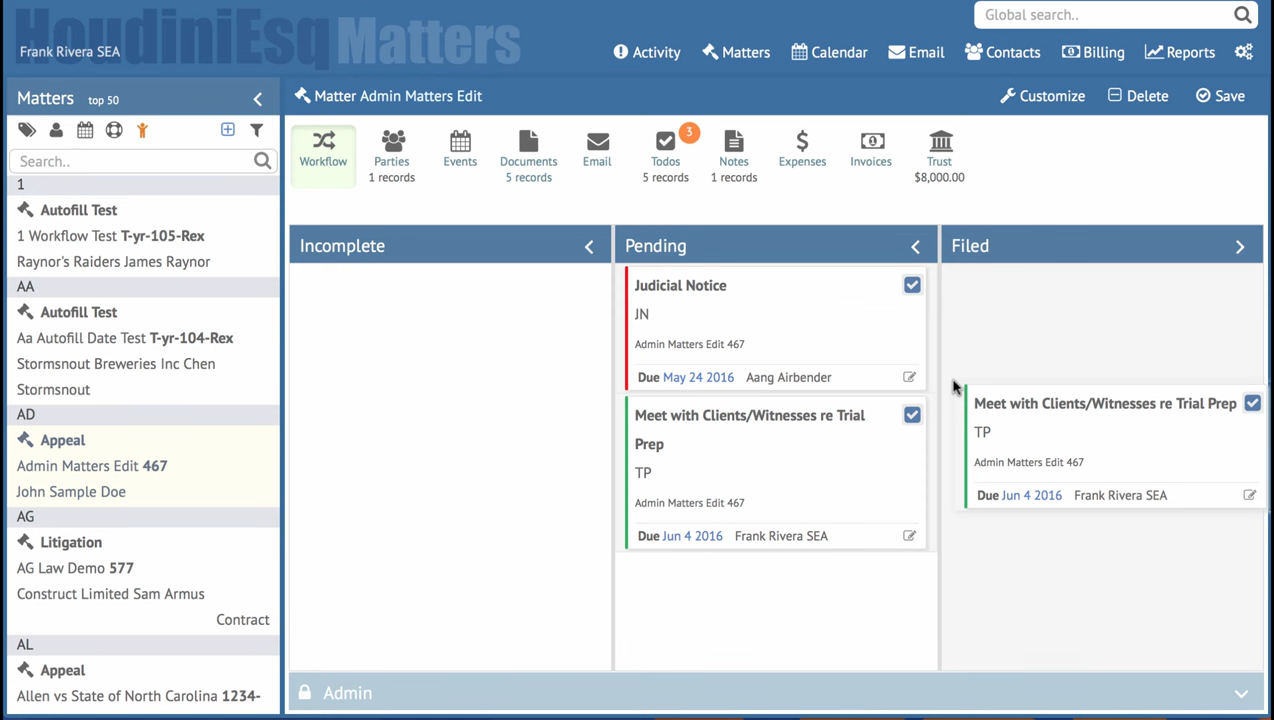 HoudiniEsq Matters
Frank Rivera SEA
Global search..
Activity
Matters
Calendar
Email
Contacts
Billing
Reports
Matters top 50
Search..
1
Autofill Test
1 Workflow Test T-yr-105-Rex
Raynor's Raiders James Raynor
AA
Autofill Test
Aa Autofill Date Test T-yr-104-Rex
Stormsnout Breweries Inc Chen
Stormsnout
AD
Appeal
Admin Matters Edit 467
John Sample Doe
AG
Litigation
AG Law Demo 577
Construct Limited Sam Armus
Contract
AL
Appeal
Allen vs State of North Carolina 1234-
Matter Admin Matters Edit
Customize
Delete
Save
Workflow
Parties
1 records
Events
Documents
5 records
Email
3
Todos
5 records
Notes
1 records
$
Expenses
Invoices
Trust
$8,000.00
Incomplete
Pending
Judicial Notice
JN
Admin Matters Edit 467
Due May 24 2016 Aang Airbender
Meet with Clients/Witnesses re Trial
Prep
TP
Admin Matters Edit 467
Due Jun 4 2016 Frank Rivera SEA
Filed
Meet with Clients/Witnesses re Trial Prep
TP
Admin Matters Edit 467
Due Jun 4 2016 Frank Rivera SEA
Admin